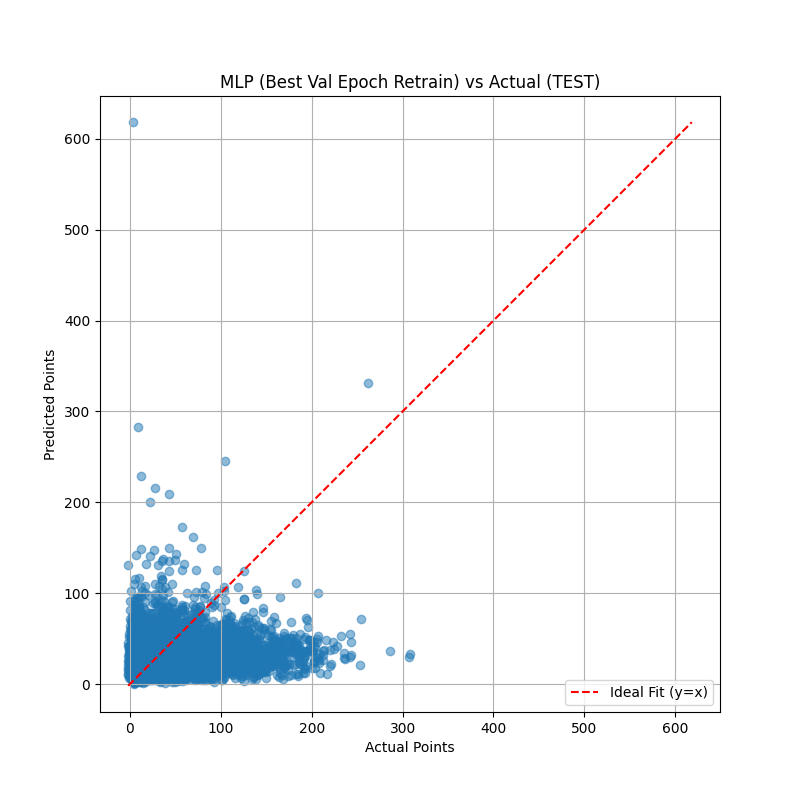 MLP (Best Val Epoch Retrain) vs Actual (TEST)
600
500
400
300
200
100
0
Predicted Points
0 100 200 300 400 500 600
Actual Points
Ideal Fit (y=x)